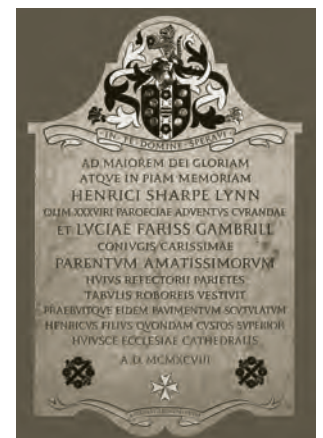 IN TE DOMINE SPERAVI
AD MAIOREM DEI GLORIAM
ATQVE IN PIAM MEMORIAM
HENRICI SHARPE LYNN
OLIM XXXVIRI PAROECIAE ADVENTVS CVRANDAE
ET LVCIAE FARISS GAMBRILL
CONIVGIS CARISSIMAE
PARENTVM AMATISSIMORVM
HVIVS REFECTORII PARIETES
TABVLIS ROBOREIS VESTIVIT
PRAEBVITQVE EIDEM PAVIMENTVM SCVTVLATVM
HENRICVS FILIVS QVONDAM CVSTOS SVPERIOR
HVIVSCE ECCLESIAE CATHEDRALIS
A.D. MCMXCVIII